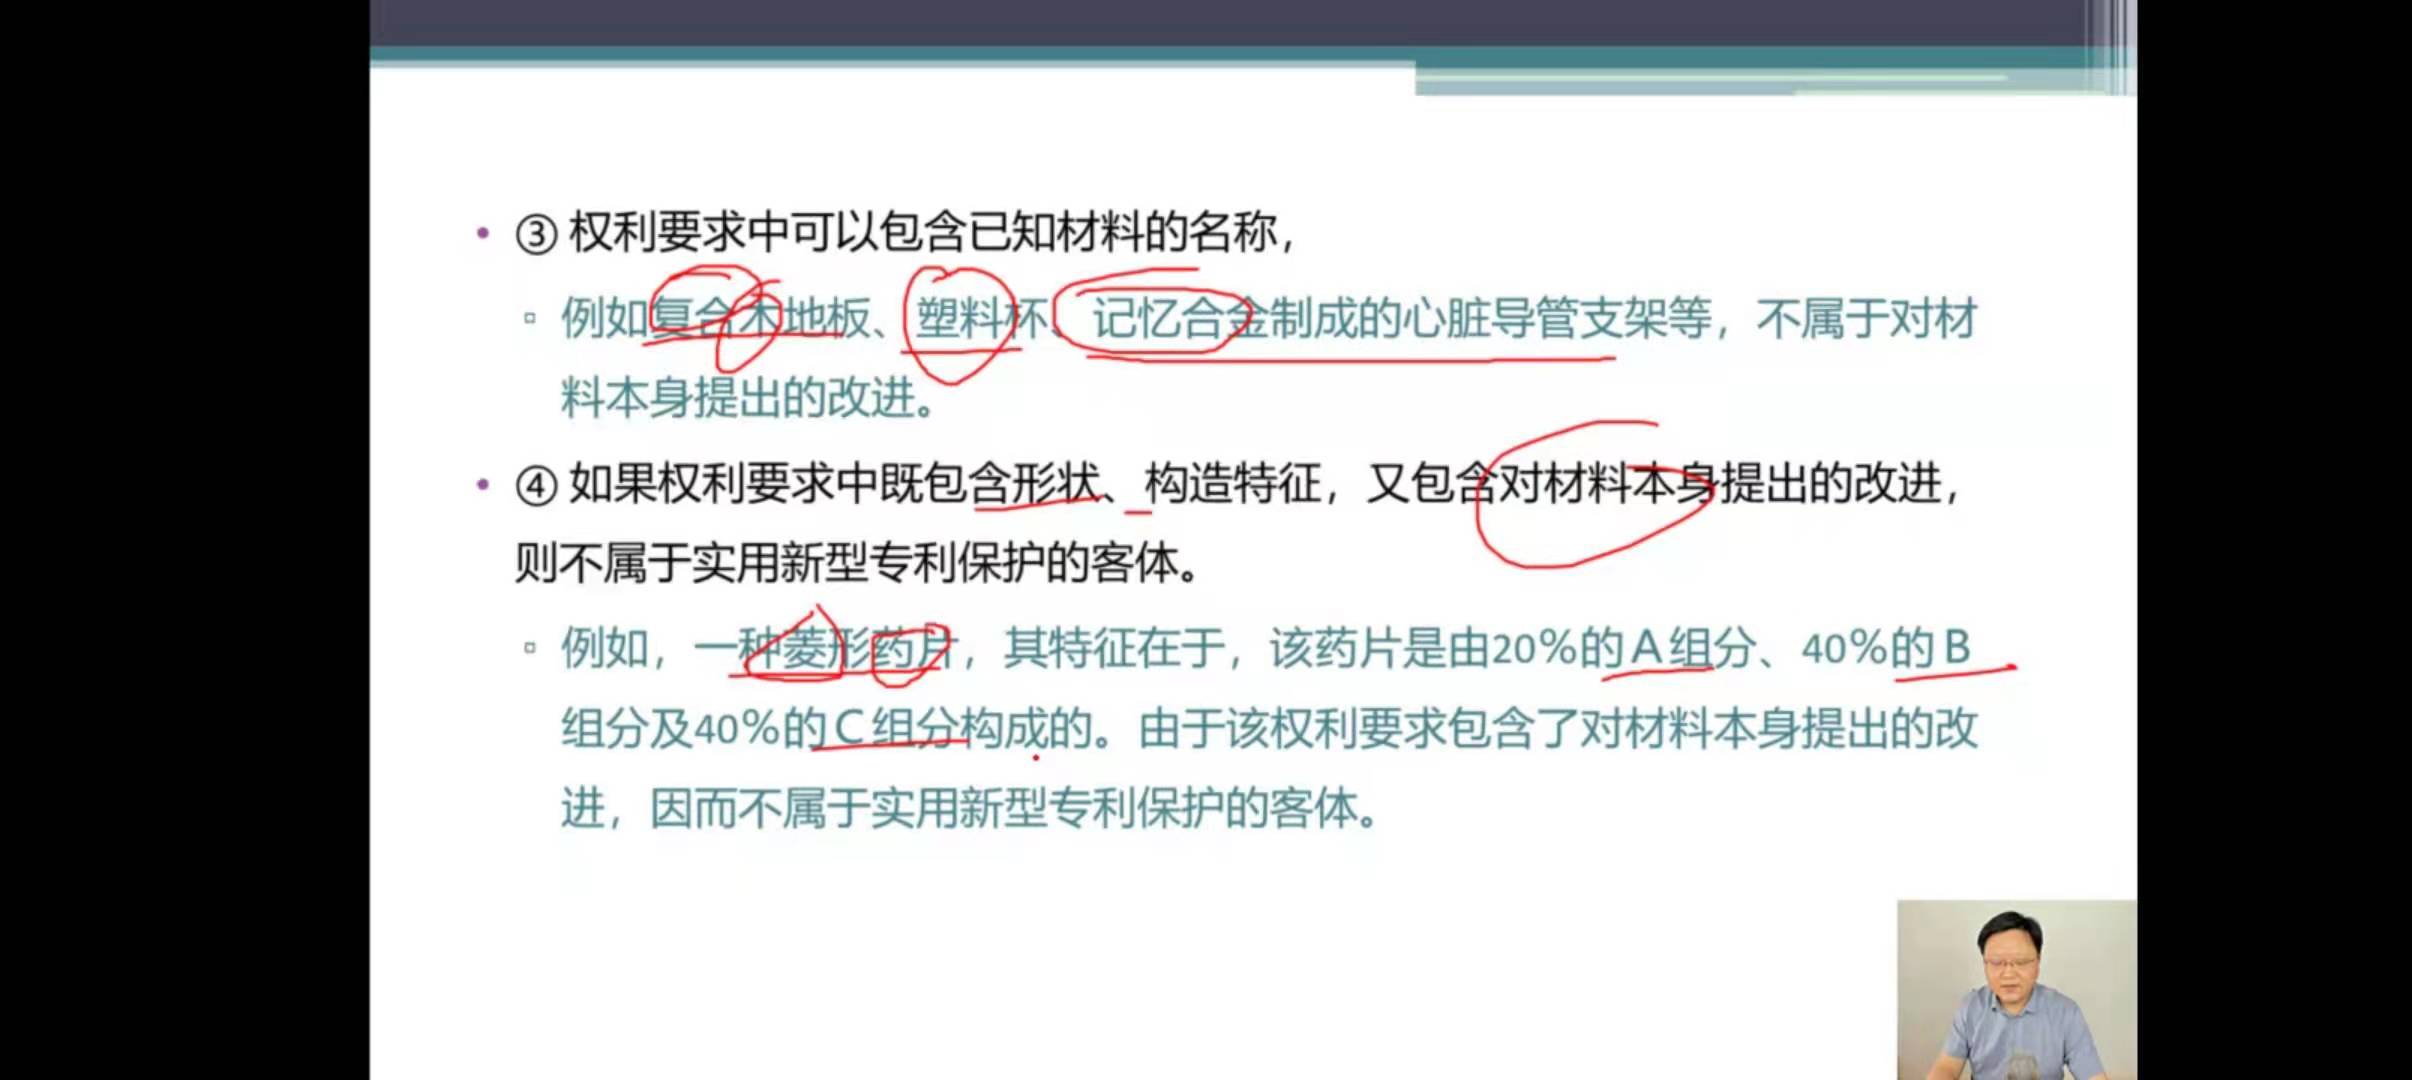 ③ 权利要求中可以包含已知材料的名称，
例如复合木地板、塑料杯、记忆合金制成的心脏导管支架等，不属于对材
料本身提出的改进。
④ 如果权利要求中既包含形状、构造特征，又包含对材料本身提出的改进，
则不属于实用新型专利保护的客体。
例如，一种菱形药片，其特征在于，该药片是由20%的A组分、40%的B
组分及40%的C组分构成的。由于该权利要求包含了对材料本身提出的改
进，因而不属于实用新型专利保护的客体。